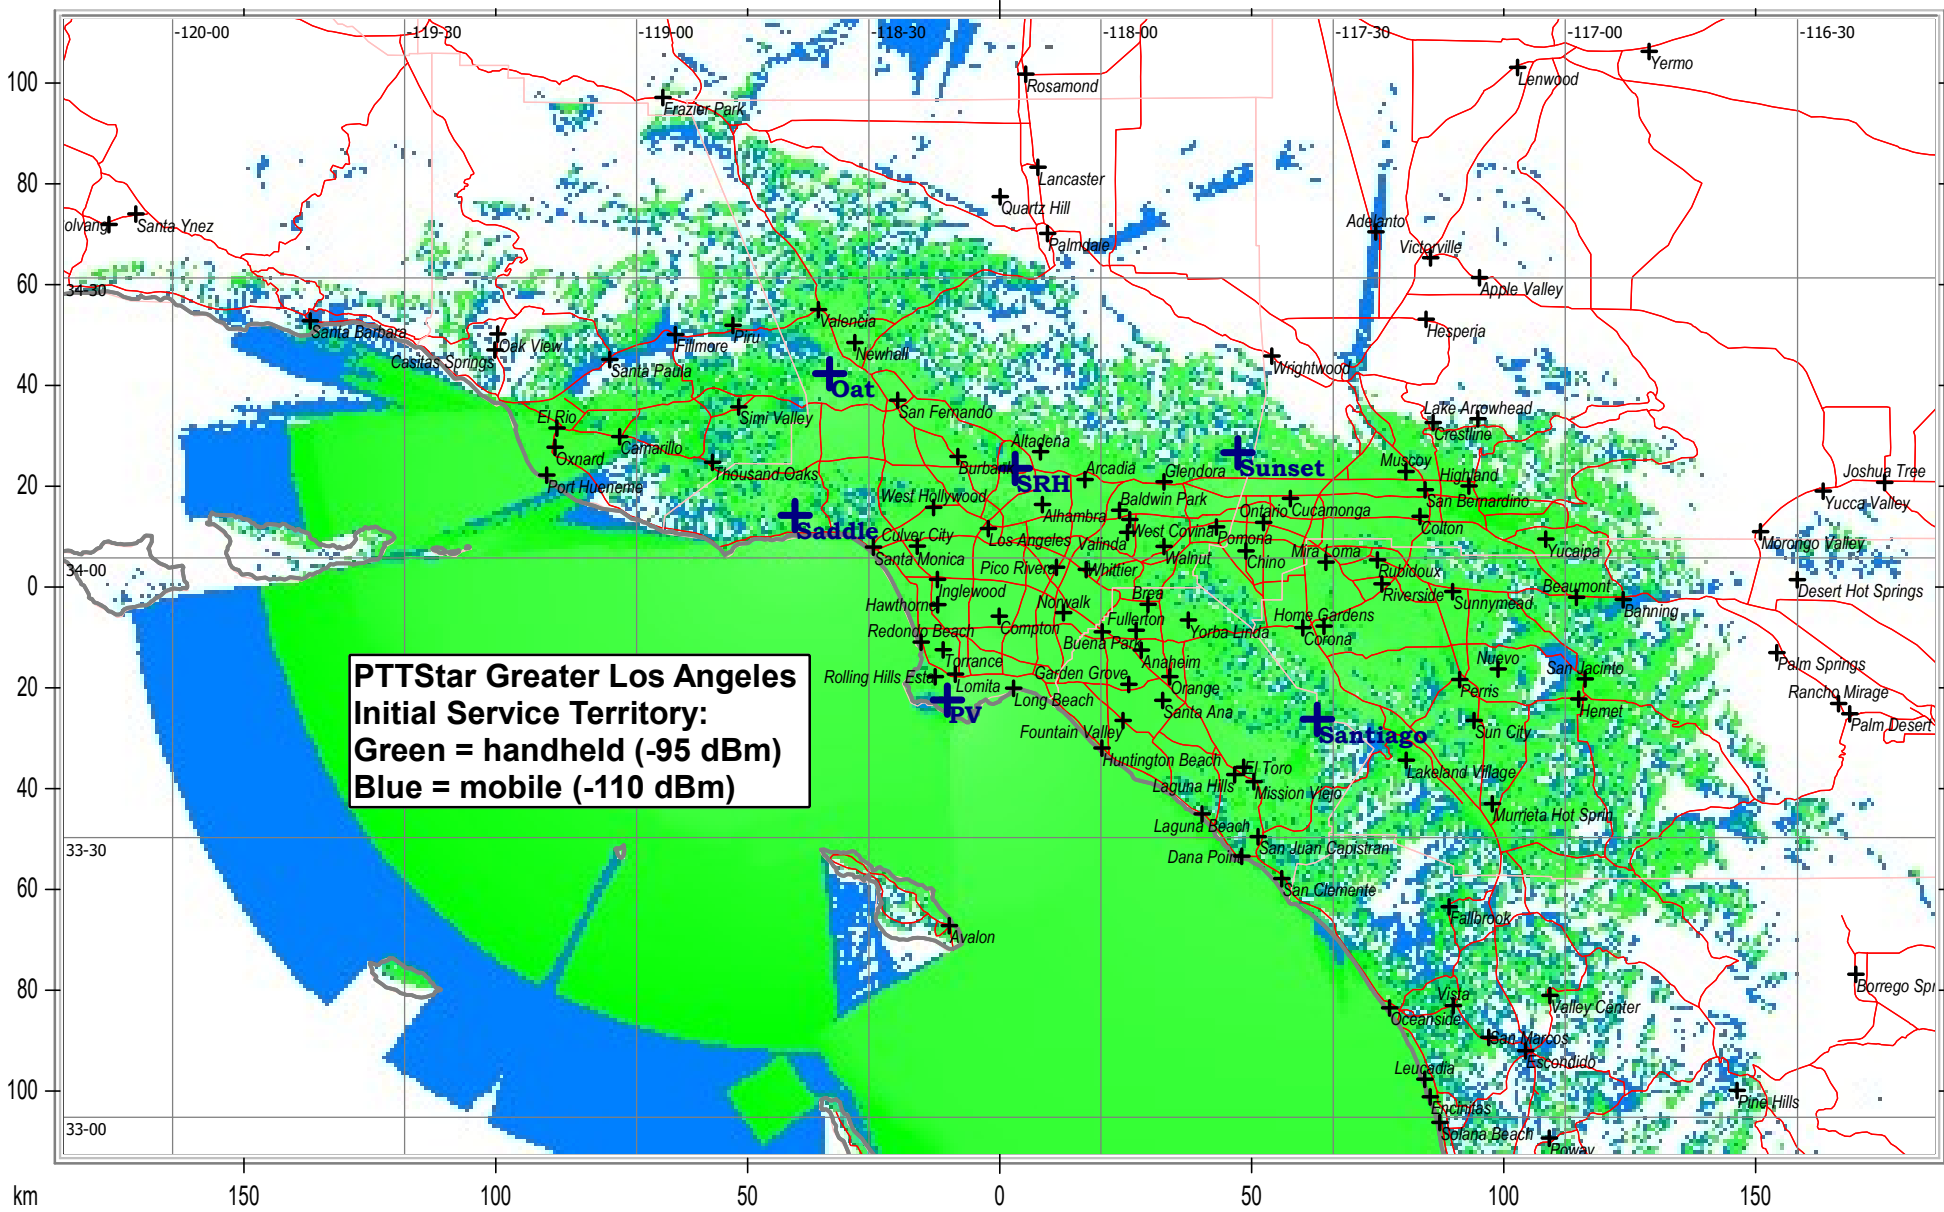 -120-00
-119-30
-119-00
-118-30
-118-00
-117-30
-117-00
-116-30
Yermo
Lenwood
100
Rosamond
Frazier Park
80
Lancaster
Quartz Hill
olvang
Santa Ynez
Adelanto
Palmdale
Victorville
60
34-30
Apple Valley
Valencia
Santa Barbara
Hesperia
Oak View
Fillmore
Piru
Newhall
Casitas Springs
Santa Paula
Wrightwood
40
Oat
San Fernando
Lake Arrowhead
El Rio
Simi Valley
Crestline
Altadena
Camarillo
Oxnard
Burbank
Sunset
Muscoy
Thousand Oaks
Arcadia
Glendora
Highland
Joshua Tree
20
Port Hueneme
SRH
West Hollywood
Baldwin Park
San Bernardino
Yucca Valley
Alhambra
Ontario
Cucamonga
Saddle
Culver City
Los Angeles
West Covina
Pomona
Colton
Valinda
Mira Loma
Yucaipa
Morongo Valley
Santa Monica
Walnut
Chino
34-00
Pico Rivera
Whittier
Rubidoux
0
Inglewood
Brea
Riverside
Sunnymead
Beaumont
Desert Hot Springs
Hawthorne
Norwalk
Fullerton
Home Gardens
Banning
Redondo Beach
Compton
Buena Park
Yorba Linda
Corona
Torrance
Anaheim
Nuevo
San Jacinto
Palm Springs
PTTStar Greater Los Angeles
Rolling Hills Este
Lomita
Garden Grove
Orange
Perris
Rancho Mirage
20
Long Beach
Santa Ana
Hemet
Initial Service Territory:
PV
Fountain Valley
Santiago
Sun City
Palm Desert
Green = handheld (-95 dBm)
Huntington Beach
El Toro
Lakeland Village
40
Blue = mobile (-110 dBm)
Laguna Hills
Mission Viejo
Murrieta Hot Sprin
Laguna Beach
33-30
San Juan Capistran
Dana Point
60
San Clemente
Fallbrook
Avalon
80
Borrego Spr
Vista
Valley Center
Oceanside
San Marcos
Escondido
Leucadia
100
Pine Hills
Encinitas
33-00
Solana Beach
Poway
km
150
100
50
0
50
100
150